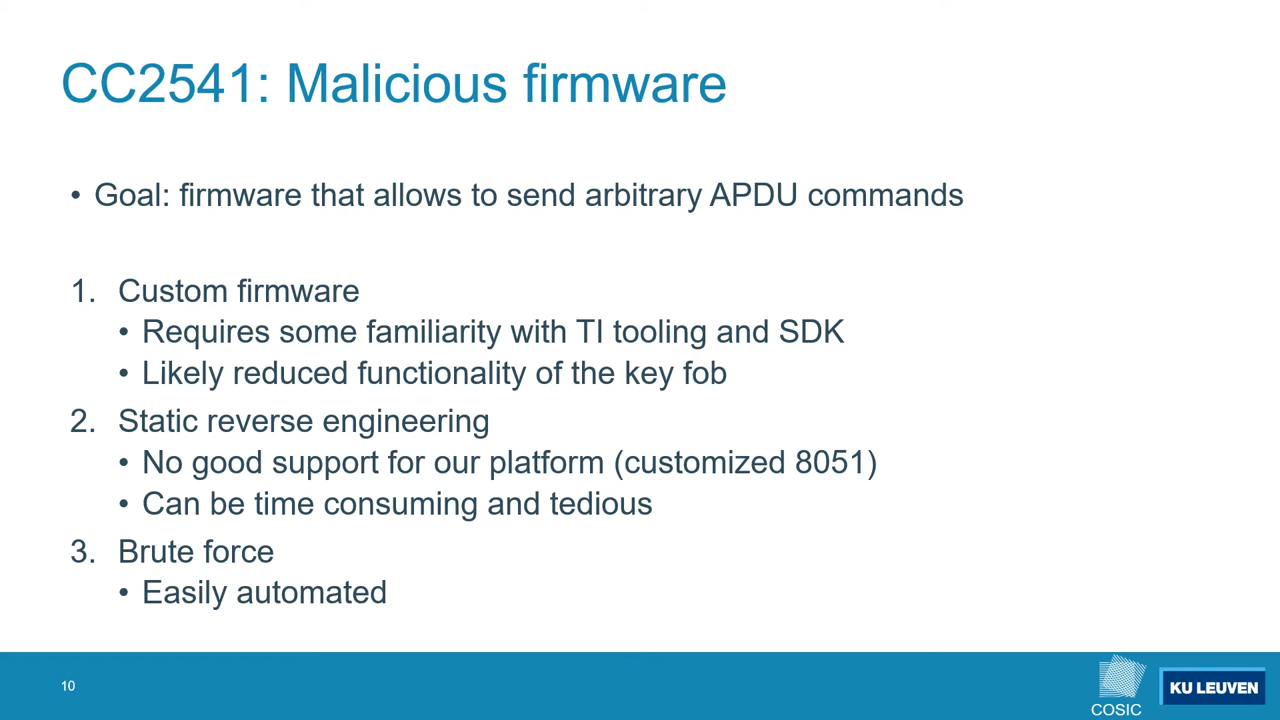 CC2541: Malicious firmware
• Goal: firmware that allows to send arbitrary APDU commands
1. Custom firmware
• Requires some familiarity with TI tooling and SDK
• Likely reduced functionality of the key fob
2. Static reverse engineering
• No good support for our platform (customized 8051)
• Can be time consuming and tedious
3. Brute force
• Easily automated
10
COSIC
KU LEUVEN